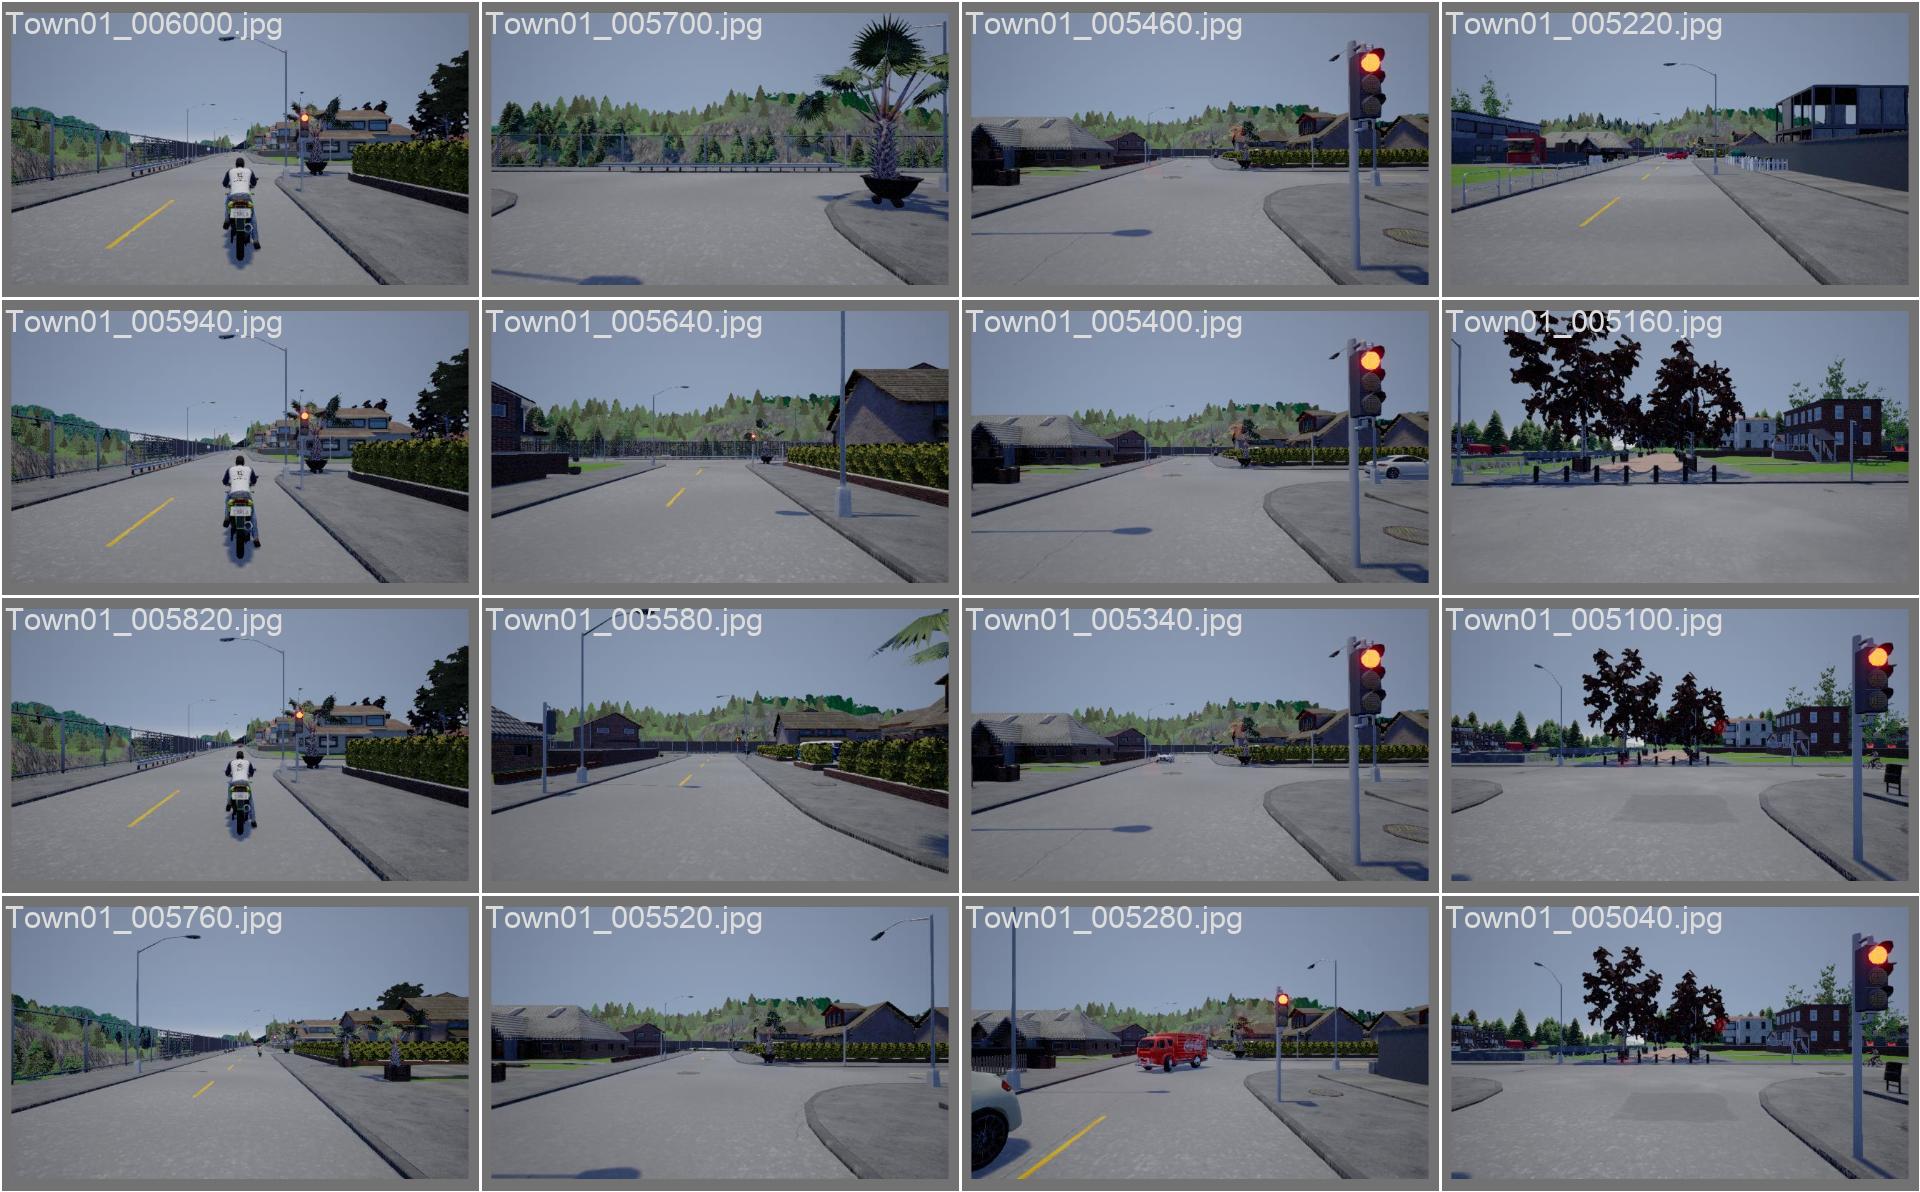 Town01_006000.jpg
Town01_005700.jpg
Town01_005460.jpg
Town01_005220.jpg
Town01_005940.jpg
Town01_005640.jpg
Town01_005400.jpg
Town01_005160.jpg
Town01_005820.jpg
Town01_005580.jpg
Town01_005340.jpg
Town01_005100.jpg
Town01_005760.jpg
Town01_005520.jpg
Town01_005280.jpg
Town01_005040.jpg